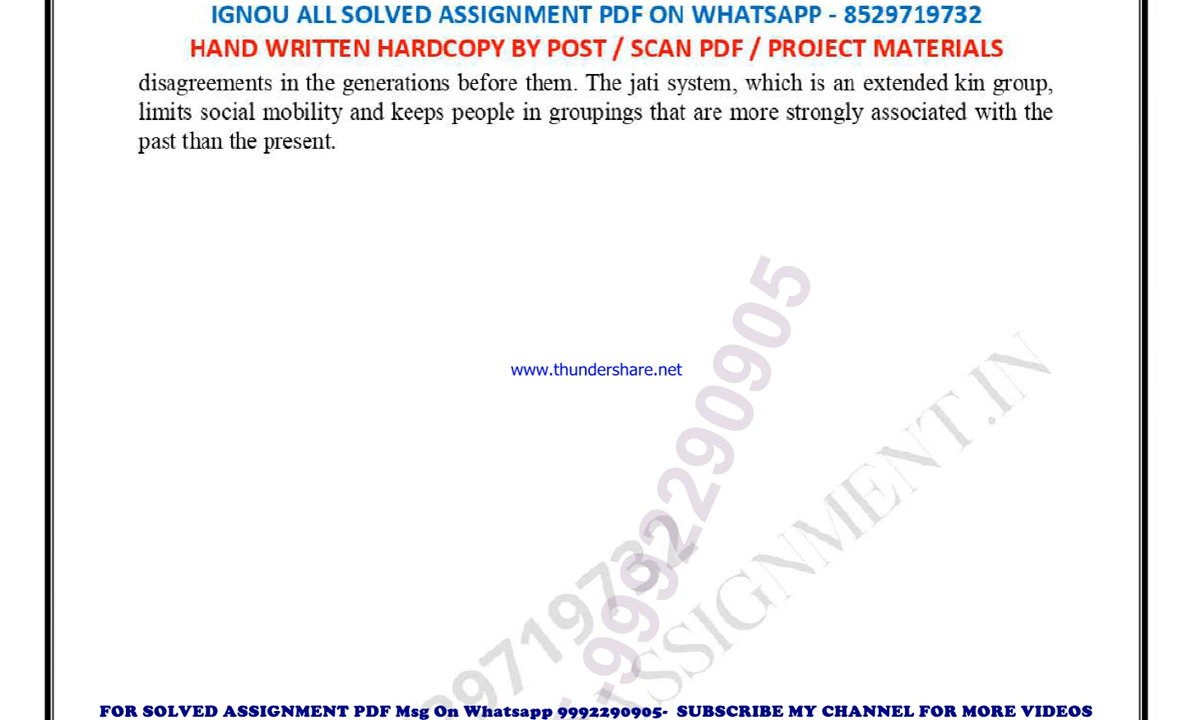 IGNOU ALL SOLVED ASSIGNMENT PDF ON WHATSAPP - 8529719732
HAND WRITTEN HARDCOPY BY POST / SCAN PDF / PROJECT MATERIALS
disagreements in the generations before them. The jati system, which is an extended kin group,
limits social mobility and keeps people in groupings that are more strongly associated with the
past than the present.
www.thundershare.net
9992290905
29719732
ASSIGNMENT.IN
FOR SOLVED ASSIGNMENT PDF Msg On Whatsapp 9992290905- SUBSCRIBE MY CHANNEL FOR MORE VIDEOS